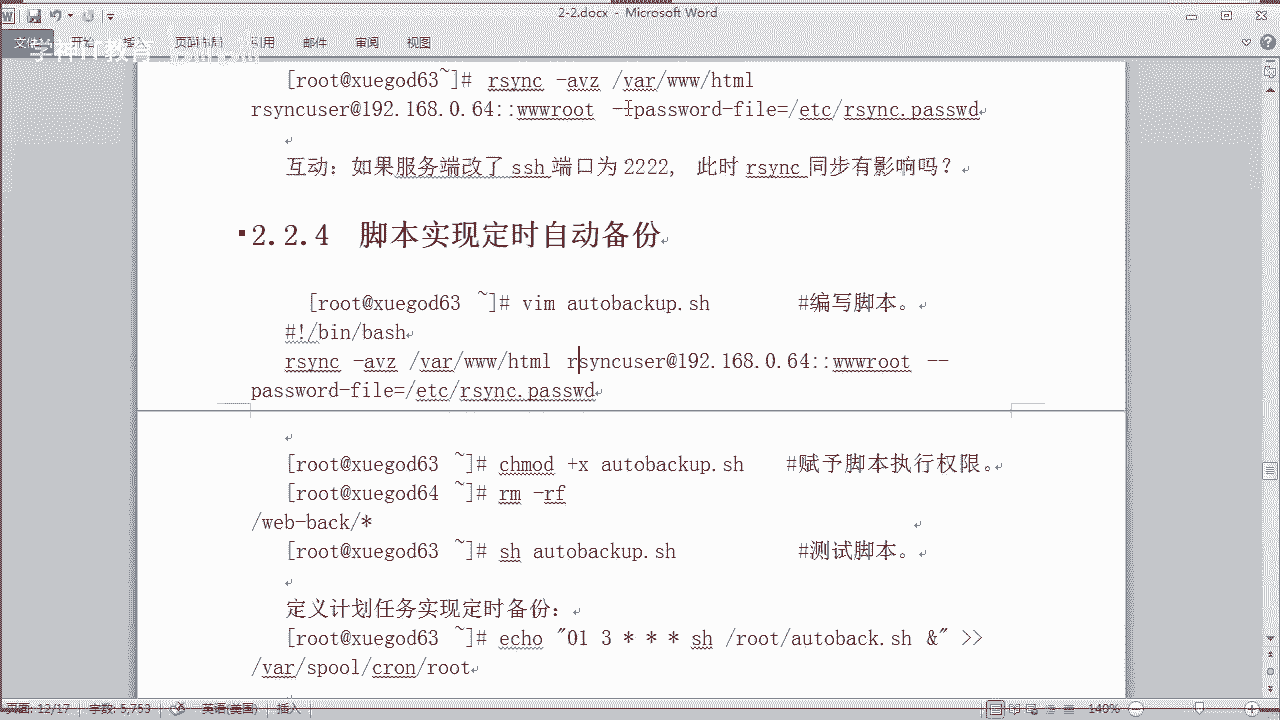 2-2.docx - Microsoft Word
文件 开始 插入 页面布局 引用 邮件 审阅 视图
学神IT教育
[root@xuegod63~]# rsync -avz /var/www/html
rsyncuser@192.168.0.64::wwwroot --password-file=/etc/rsync.passwd
互动：如果服务端改了 ssh 端口为 2222， 此时 rsync 同步有影响吗？
2.2.4 脚本实现定时自动备份
[root@xuegod63 ~]# vim autobackup.sh #编写脚本。
#!/bin/bash
rsync -avz /var/www/html rsyncuser@192.168.0.64::wwwroot --
password-file=/etc/rsync.passwd
[root@xuegod63 ~]# chmod +x autobackup.sh #赋予脚本执行权限。
[root@xuegod64 ~]# rm -rf
/web-back/*
[root@xuegod63 ~]# sh autobackup.sh #测试脚本。
定义计划任务实现定时备份：
[root@xuegod63 ~]# echo "01 3 * * * sh /root/autoback.sh &" >>
/var/spool/cron/root
页面: 12/17 字数: 5,753 英语(美国) 插入 140%